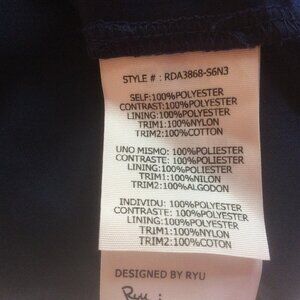 STYLE # : RDA3868-S6N3
SELF:100%POLYESTER
CONTRAST:100%POLYESTER
LINING:100%POLYESTER
TRIM1:100%NYLON
TRIM2:100%COTTON
UNO MISMO: 100%POLIESTER
CONTRASTE: 100%POLIESTER
LINING:100%POLIESTER
TRIM1:100%NILON
TRIM2:100%ALGODON
INDIVIDU: 100%POLYESTER
CONTRASTE: 100%POLYESTER
LINING:100%POLYESTER
TRIM1:100%NYLON
TRIM2:100%COTON
DESIGNED BY RYU
Ryu